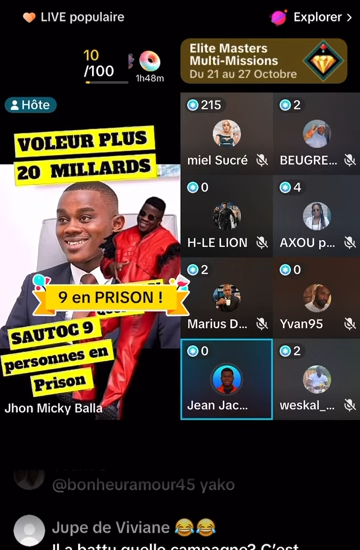 LIVE populaire
Explorer >
10
/100
1h48m
Elite Masters
Multi-Missions
Du 21 au 27 Octobre
Hôte
VOLEUR PLUS
20 MILLARDS
9 en PRISON !
SAUTOC 9
personnes en
Prison
Jhon Micky Balla
215
miel Sucré
2
BEUGRE...
0
H-LE LION
4
AXOU p...
2
Marius D...
0
Yvan95
0
Jean Jac...
2
weskal_...
@bonheuramour45 yako
Jupe de Viviane 😂😂
Il a battu quelle campagne? C'est